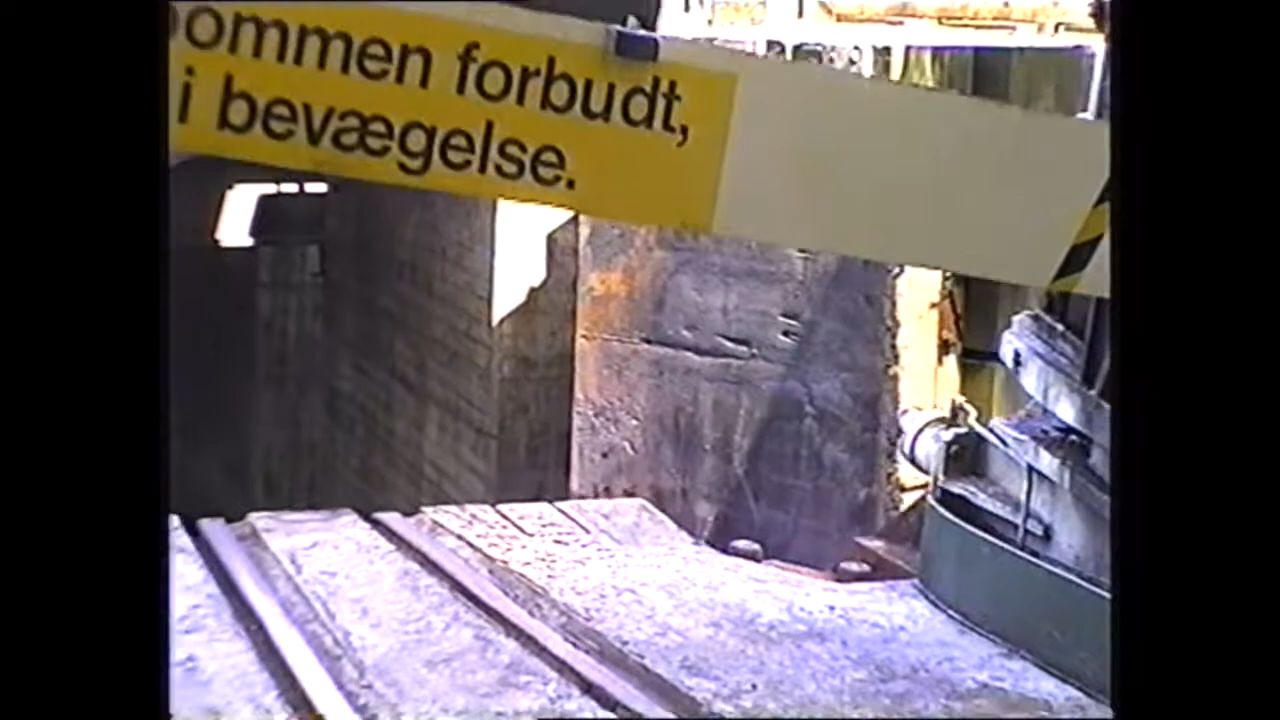 ommen forbudt,
i bevægelse.